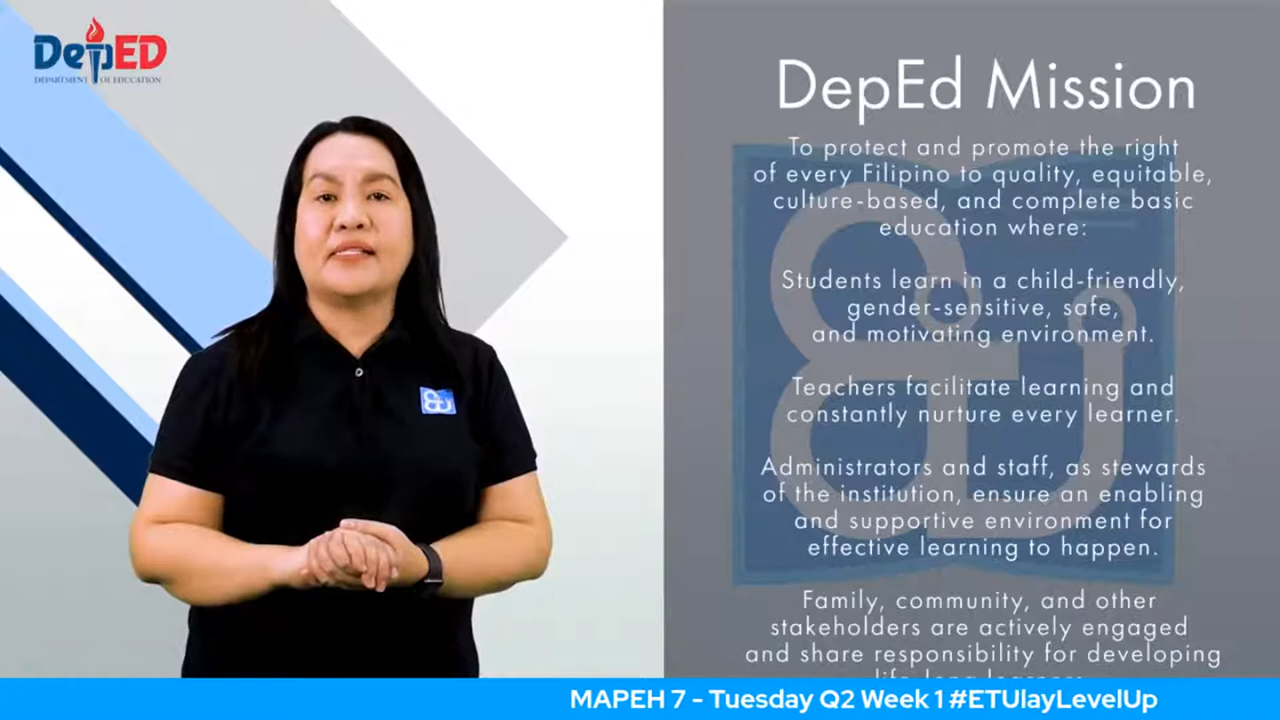 DepED
DEPARTMENT OF EDUCATION
DepEd Mission
To protect and promote the right
of every Filipino to quality, equitable,
culture-based, and complete basic
education where:
Students learn in a child-friendly,
gender-sensitive, safe,
and motivating environment.
Teachers facilitate learning and
constantly nurture every learner.
Administrators and staff, as stewards
of the institution, ensure an enabling
and supportive environment for
effective learning to happen.
Family, community, and other
stakeholders are actively engaged
and share responsibility for developing
life-long learners.
MAPEH 7 - Tuesday Q2 Week 1 #ETUlayLevelUp